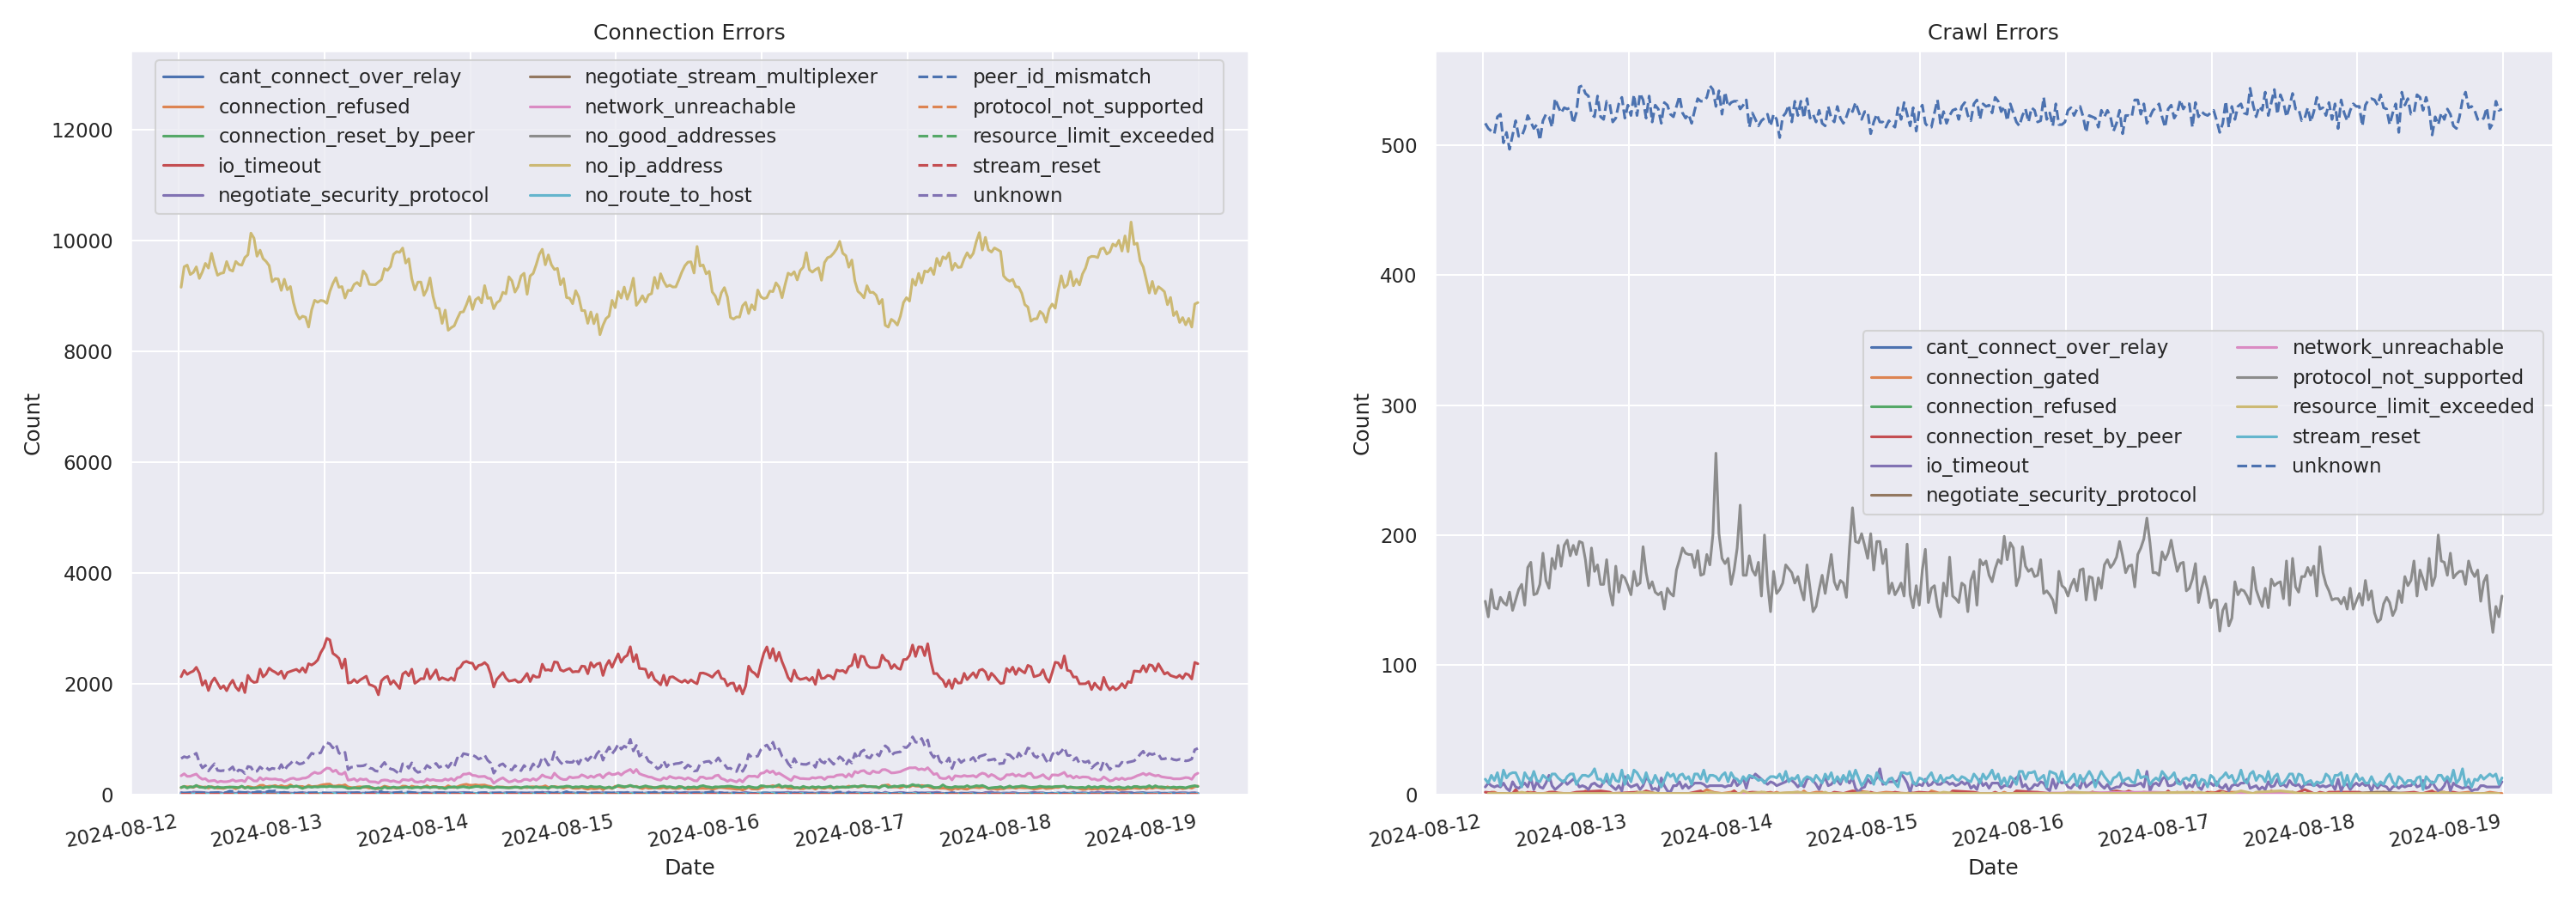 Connection Errors
cant_connect_over_relay
connection_refused
connection_reset_by_peer
io_timeout
negotiate_security_protocol
negotiate_stream_multiplexer
network_unreachable
no_good_addresses
no_ip_address
no_route_to_host
peer_id_mismatch
protocol_not_supported
resource_limit_exceeded
stream_reset
unknown
12000
10000
8000
6000
4000
2000
0
Count
2024-08-12
2024-08-13
2024-08-14
2024-08-15
2024-08-16
2024-08-17
2024-08-18
2024-08-19
Date
Crawl Errors
500
400
300
200
100
0
Count
cant_connect_over_relay
connection_gated
connection_refused
connection_reset_by_peer
io_timeout
negotiate_security_protocol
network_unreachable
protocol_not_supported
resource_limit_exceeded
stream_reset
unknown
2024-08-12
2024-08-13
2024-08-14
2024-08-15
2024-08-16
2024-08-17
2024-08-18
2024-08-19
Date